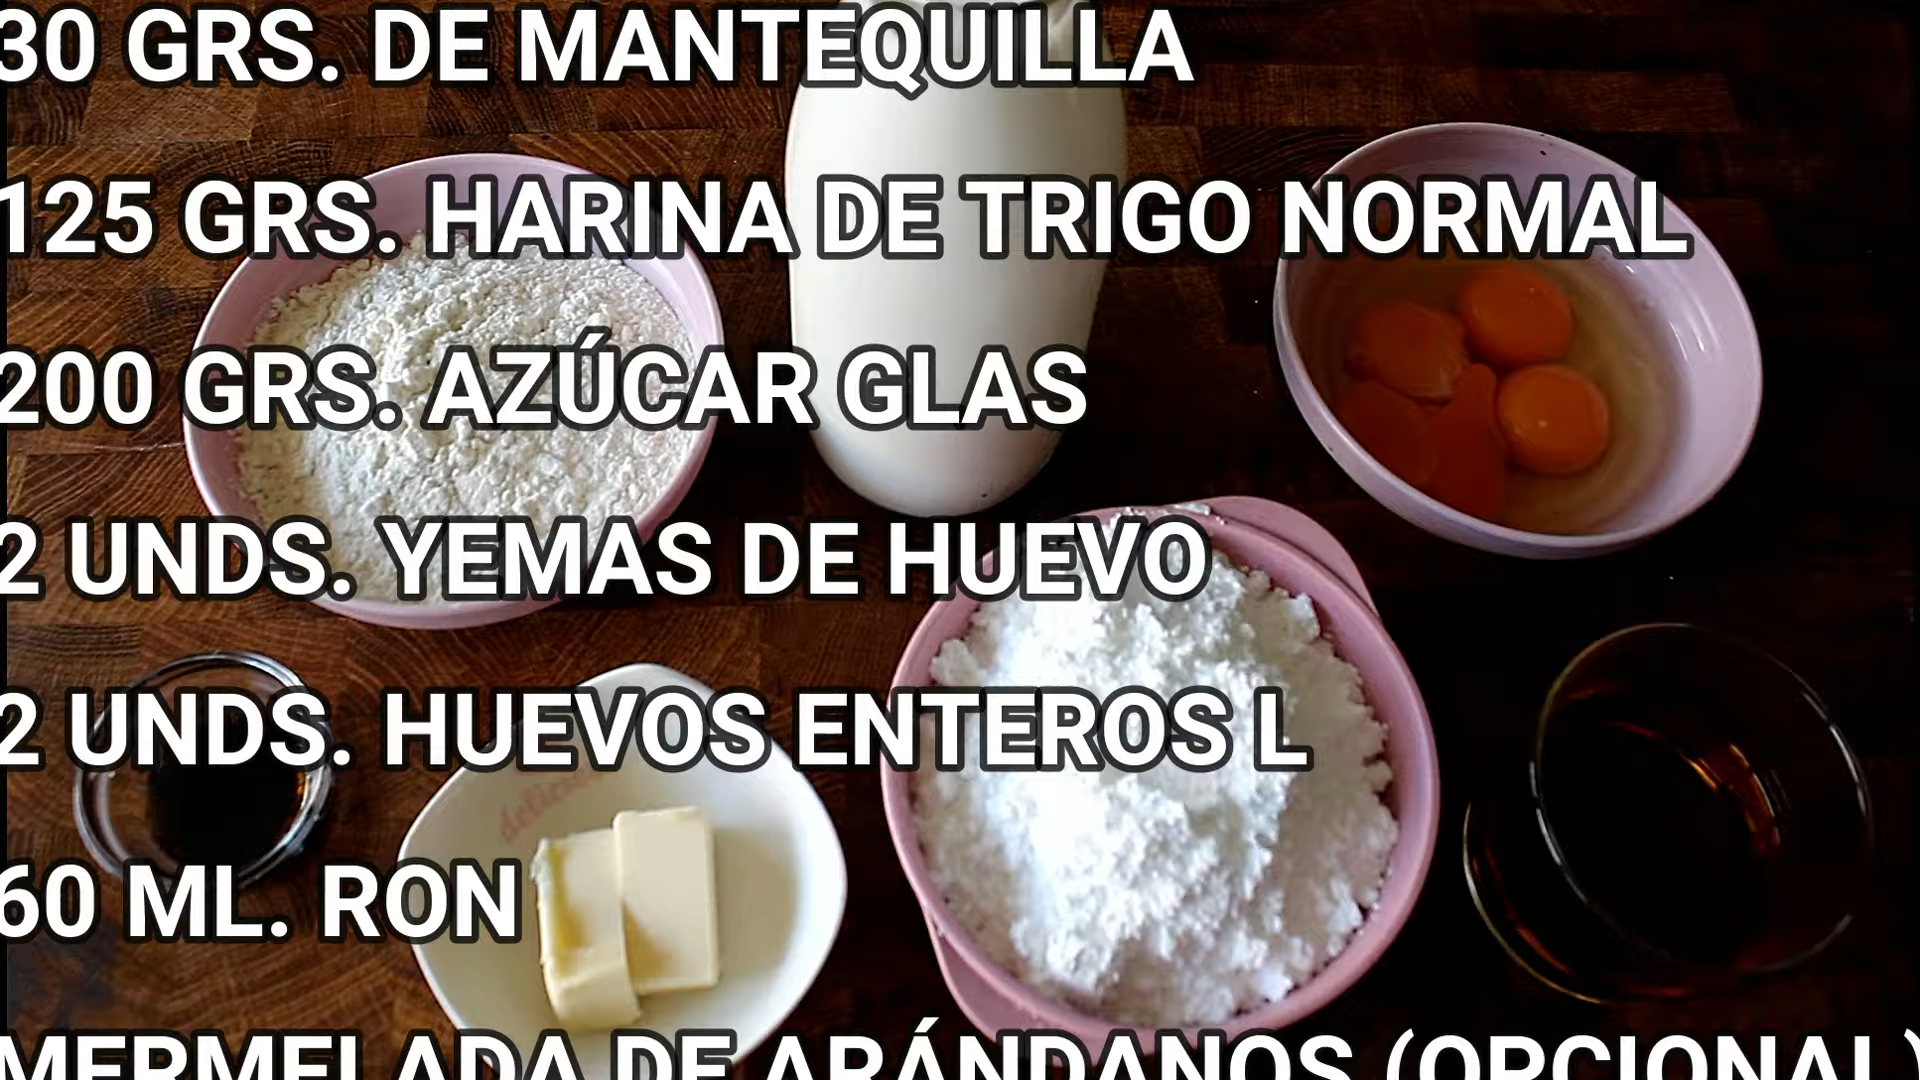 30 GRS. DE MANTEQUILLA
125 GRS. HARINA DE TRIGO NORMAL
200 GRS. AZÚCAR GLAS
2 UNDS. YEMAS DE HUEVO
2 UNDS. HUEVOS ENTEROS L
60 ML. RON
MERMELADA DE ARÁNDANOS (OPCIONAL)